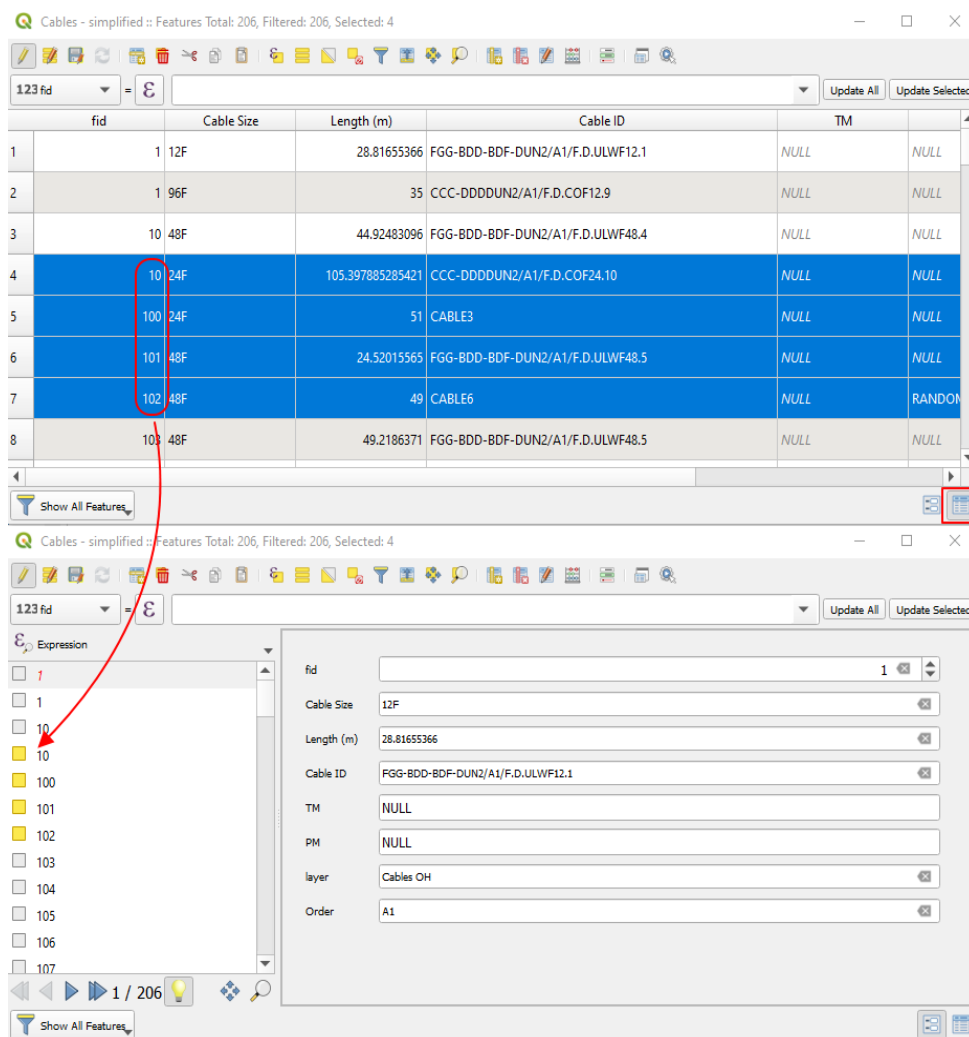 Cables - simplified :: Features Total: 206, Filtered: 206, Selected: 4
123 fid = ε Update All Update Selected
fid Cable Size Length (m) Cable ID TM
1 1 12F 28.81655366 FGG-BDD-BDF-DUN2/A1/F.D.ULWF12.1 NULL NULL
2 1 96F 35 CCC-DDDDUN2/A1/F.D.COF12.9 NULL NULL
3 10 48F 44.92483096 FGG-BDD-BDF-DUN2/A1/F.D.ULWF48.4 NULL NULL
4 10 24F 105.397885285421 CCC-DDDDUN2/A1/F.D.COF24.10 NULL NULL
5 100 24F 51 CABLE3 NULL NULL
6 101 48F 24.52015565 FGG-BDD-BDF-DUN2/A1/F.D.ULWF48.5 NULL NULL
7 102 48F 49 CABLE6 NULL RANDOM
8 103 48F 49.2186371 FGG-BDD-BDF-DUN2/A1/F.D.ULWF48.5 NULL NULL
Show All Features
Cables - simplified :: Features Total: 206, Filtered: 206, Selected: 4
123 fid = ε Update All Update Selected
ε Expression
1
1
10
10
100
101
102
103
104
105
106
107
fid 1
Cable Size 12F
Length (m) 28.81655366
Cable ID FGG-BDD-BDF-DUN2/A1/F.D.ULWF12.1
TM NULL
PM NULL
layer Cables OH
Order A1
1 / 206
Show All Features